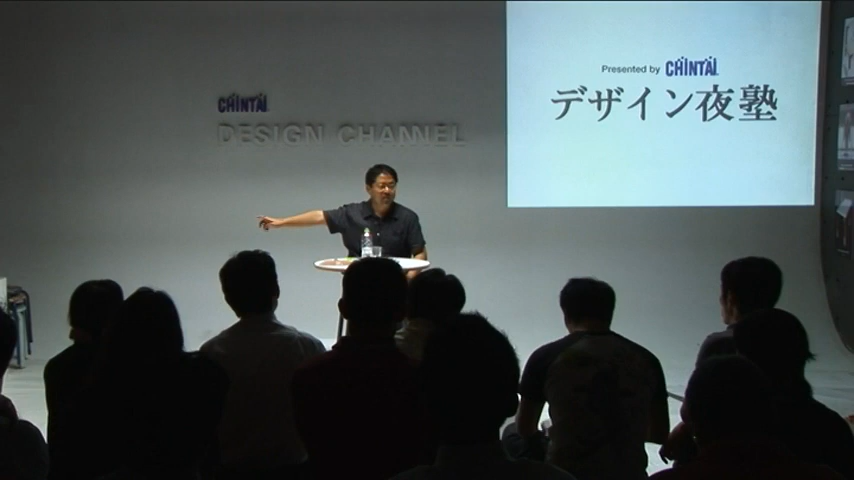 CHINTAI
DESIGN CHANNEL
Presented by CHINTAI
デザイン夜塾